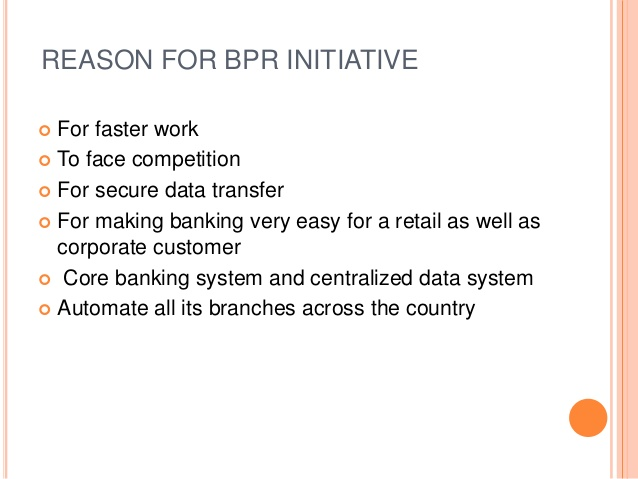 REASON FOR BPR INITIATIVE
For faster work
To face competition
For secure data transfer
For making banking very easy for a retail as well as
corporate customer
Core banking system and centralized data system
Automate all its branches across the country